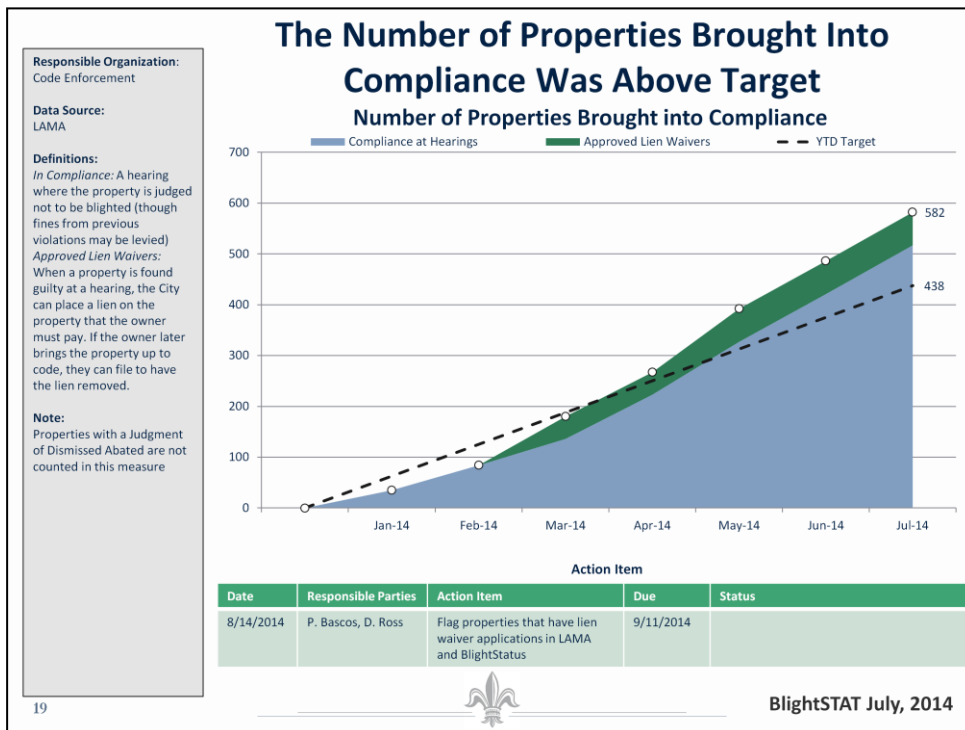 The Number of Properties Brought Into
Compliance Was Above Target
Responsible Organization:
Code Enforcement
Data Source:
LAMA
Definitions:
In Compliance: A hearing
where the property is judged
not to be blighted (though
fines from previous
violations may be levied)
Approved Lien Waivers:
When a property is found
guilty at a hearing, the City
can place a lien on the
property that the owner
must pay. If the owner later
brings the property up to
code, they can file to have
the lien removed.
Note:
Properties with a Judgment
of Dismissed Abated are not
counted in this measure
Number of Properties Brought into Compliance
Compliance at Hearings Approved Lien Waivers YTD Target
700
600
500
400
300
200
100
0
582
438
Jan-14 Feb-14 Mar-14 Apr-14 May-14 Jun-14 Jul-14
Action Item
Date Responsible Parties Action Item Due Status
8/14/2014 P. Bascos, D. Ross Flag properties that have lien 9/11/2014
waiver applications in LAMA
and BlightStatus
19
BlightSTAT July, 2014